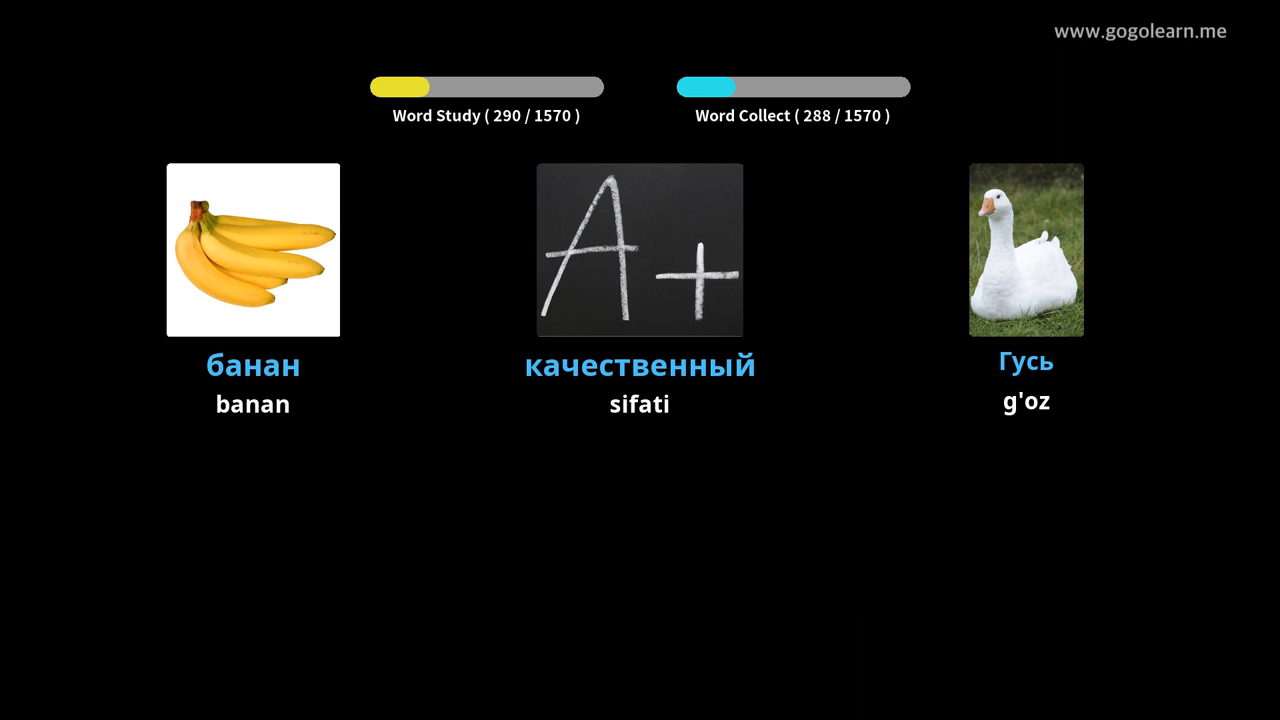 www.gogolearn.me
Word Study ( 290 / 1570 )
Word Collect ( 288 / 1570 )
A+
банан
качественный
Гусь
banan
sifati
g'oz